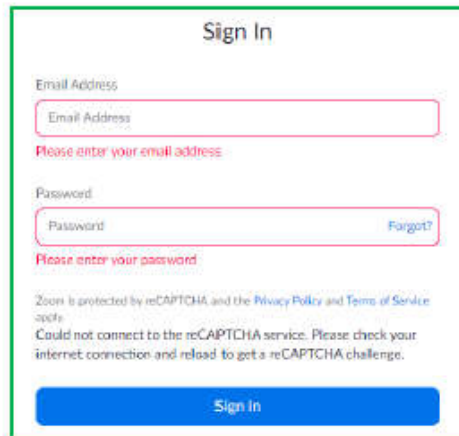 Sign In
Email Address
Email Address
Please enter your email address
Password
Password Forgot?
Please enter your password
Zoom is protected by reCAPTCHA and the Privacy Policy and Terms of Service
apply.
Could not connect to the reCAPTCHA service. Please check your
internet connection and reload to get a reCAPTCHA challenge.
Sign In